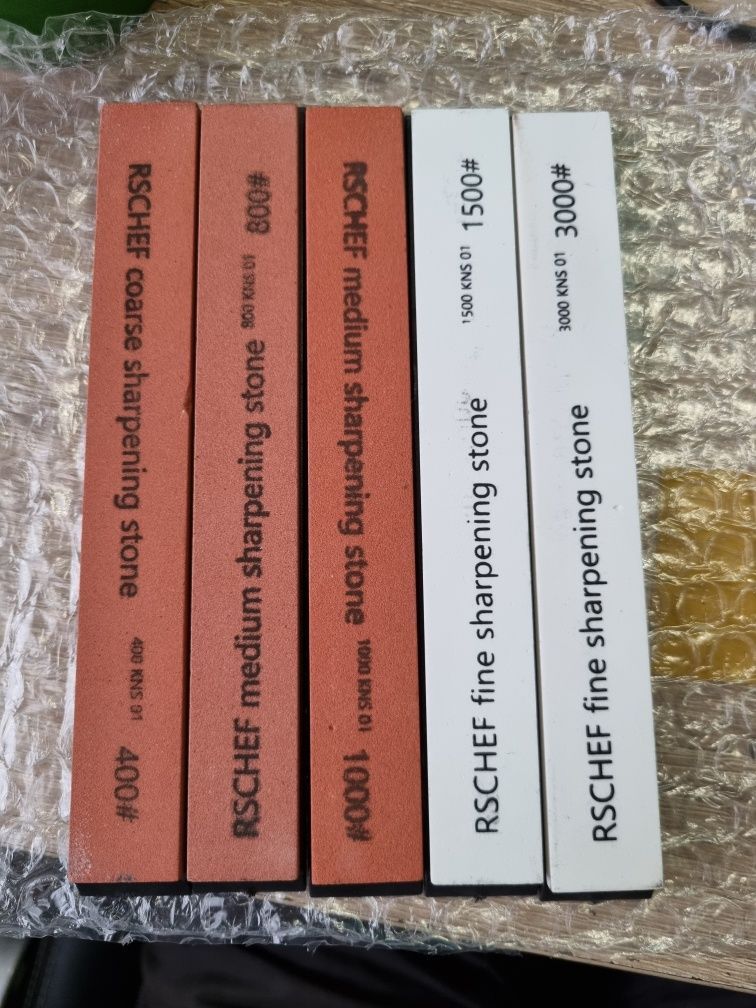 RSCHEF coarse sharpening stone 400 KNS 01 400#
RSCHEF medium sharpening stone 800 KNS 01 800#
RSCHEF medium sharpening stone 1000 KNS 01 1000#
RSCHEF fine sharpening stone 1500 KNS 01 1500#
RSCHEF fine sharpening stone 3000 KNS 01 3000#